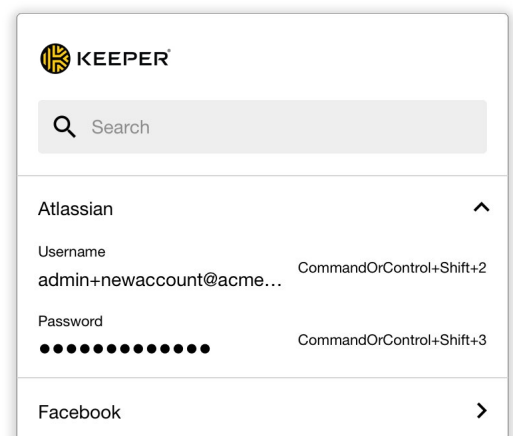 KEEPER®
Search
Atlassian
Username
admin+newaccount@acme…
CommandOrControl+Shift+2
Password
●●●●●●●●●●●●●
CommandOrControl+Shift+3
Facebook